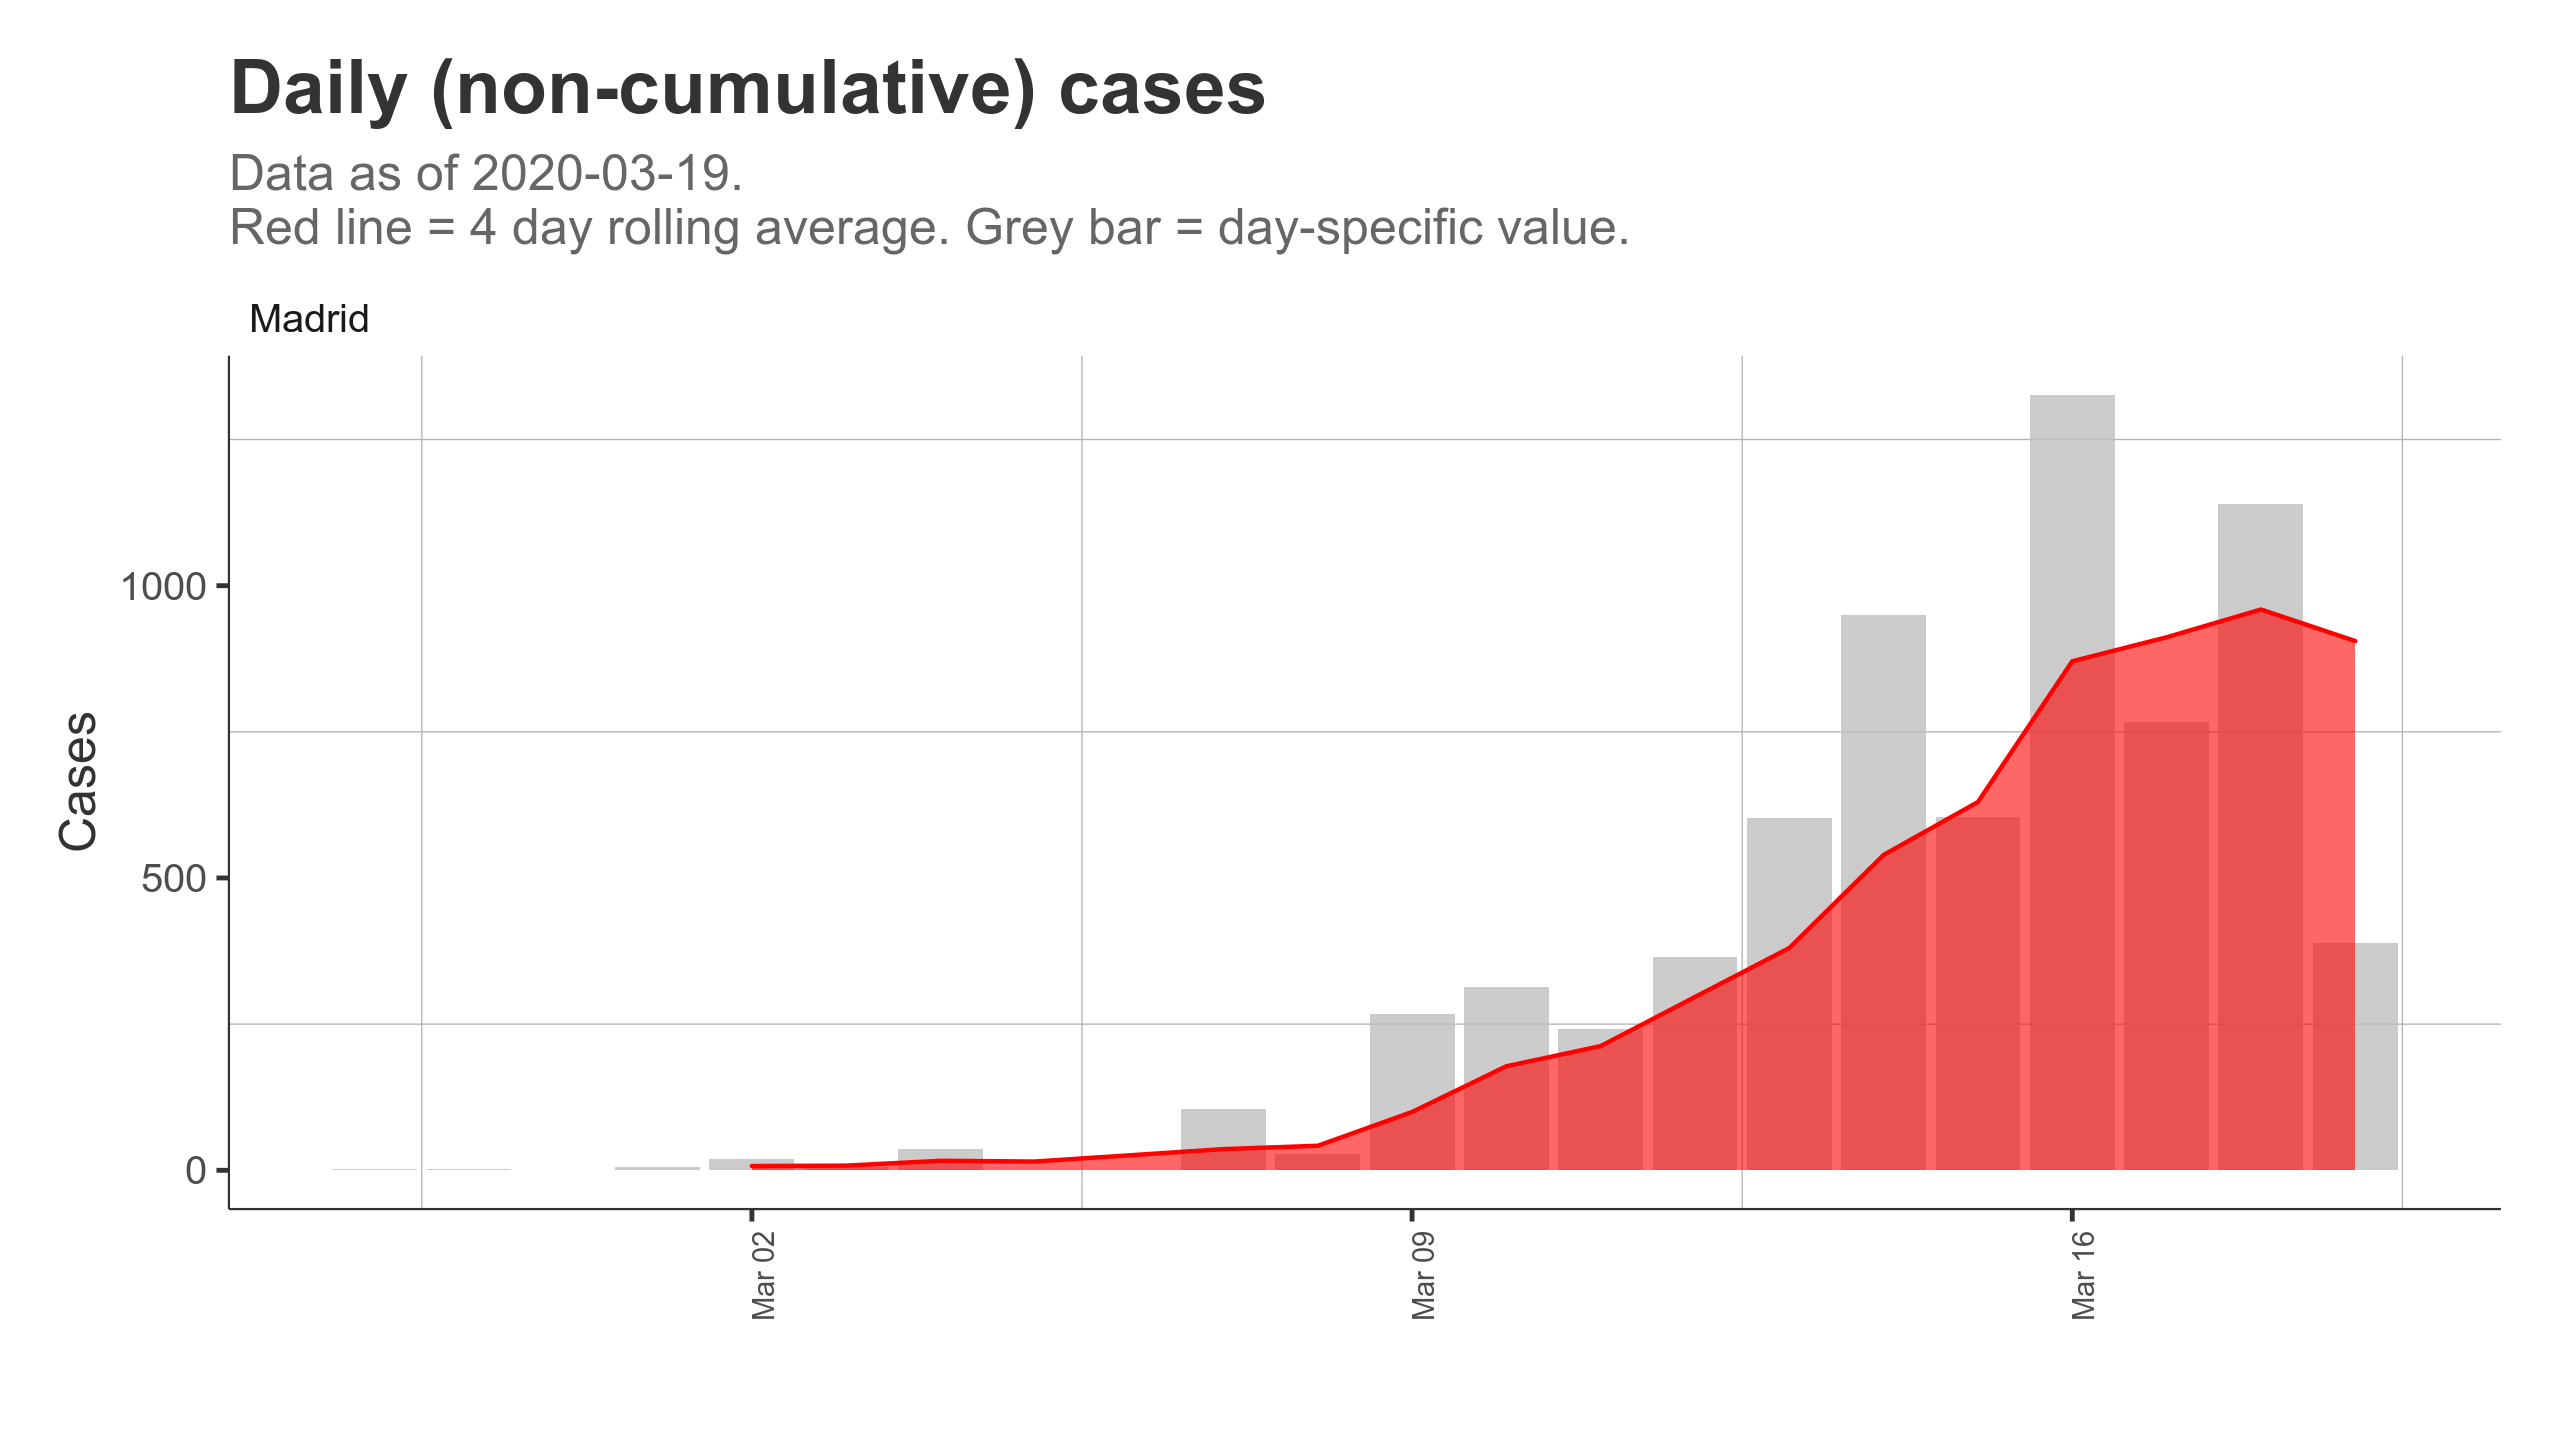 Daily (non-cumulative) cases
Data as of 2020-03-19.
Red line = 4 day rolling average. Grey bar = day-specific value.
Madrid
Cases
1000
500
0
Mar 02
Mar 09
Mar 16